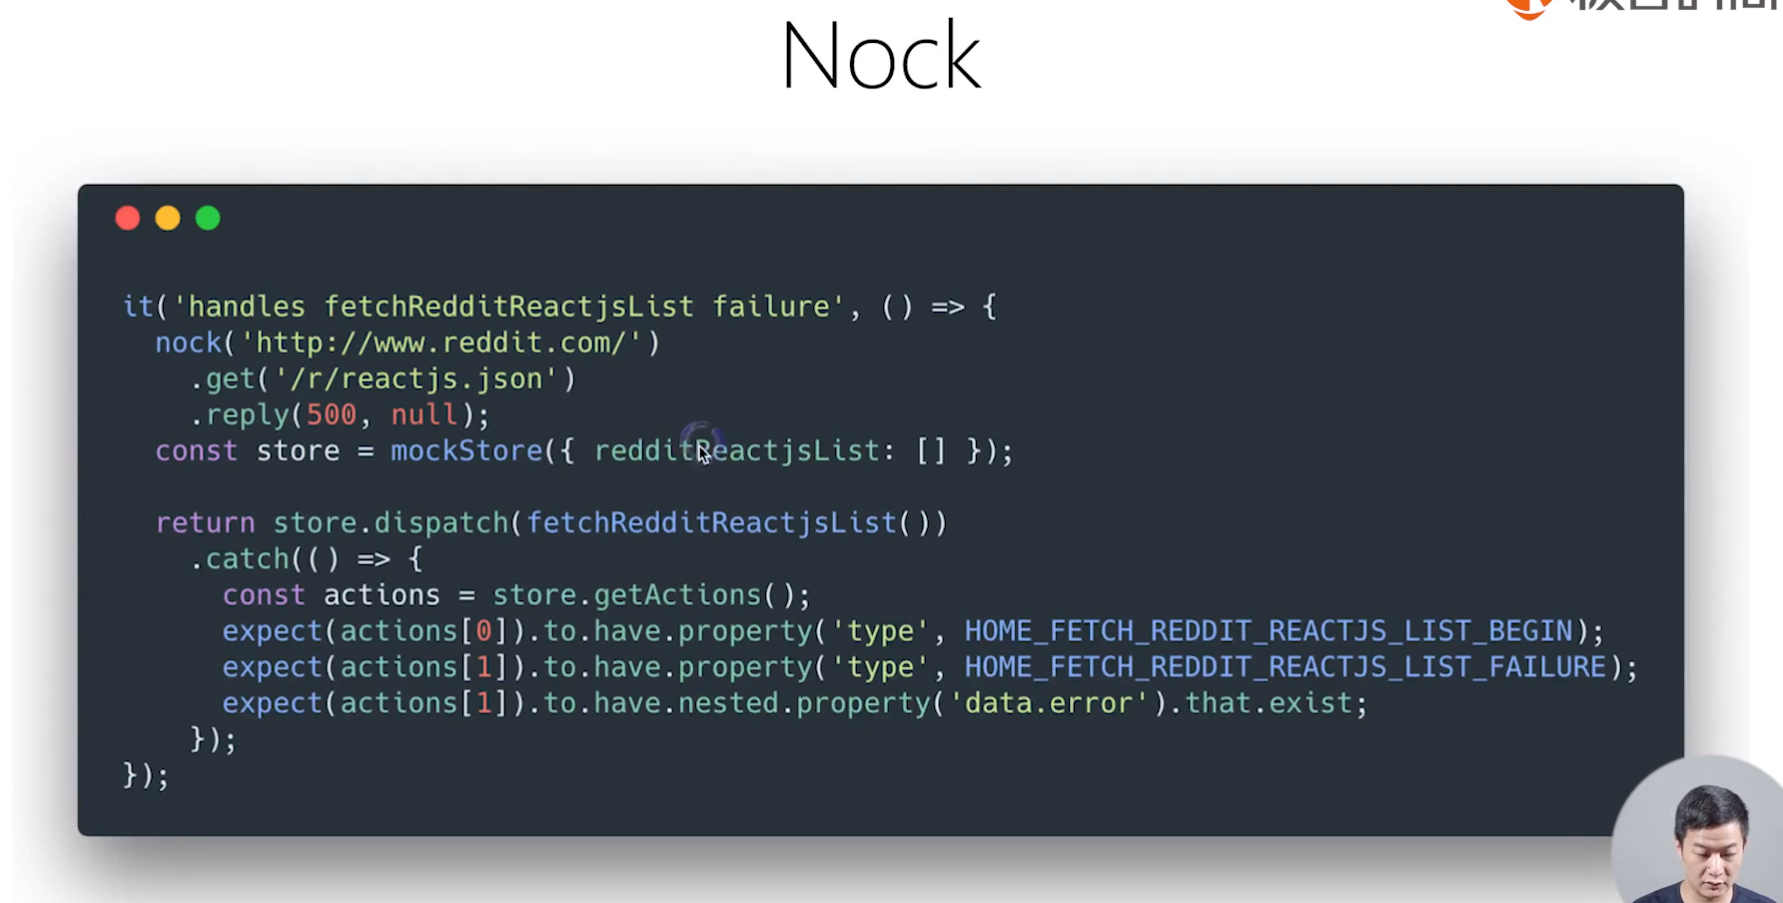 Nock
it('handles fetchRedditReactjsList failure', () => {
  nock('http://www.reddit.com/')
    .get('/r/reactjs.json')
    .reply(500, null);
  const store = mockStore({ redditReactjsList: [] });
  return store.dispatch(fetchRedditReactjsList())
    .catch(() => {
      const actions = store.getActions();
      expect(actions[0]).to.have.property('type', HOME_FETCH_REDDIT_REACTJS_LIST_BEGIN);
      expect(actions[1]).to.have.property('type', HOME_FETCH_REDDIT_REACTJS_LIST_FAILURE);
      expect(actions[1]).to.have.nested.property('data.error').that.exist;
    });
});